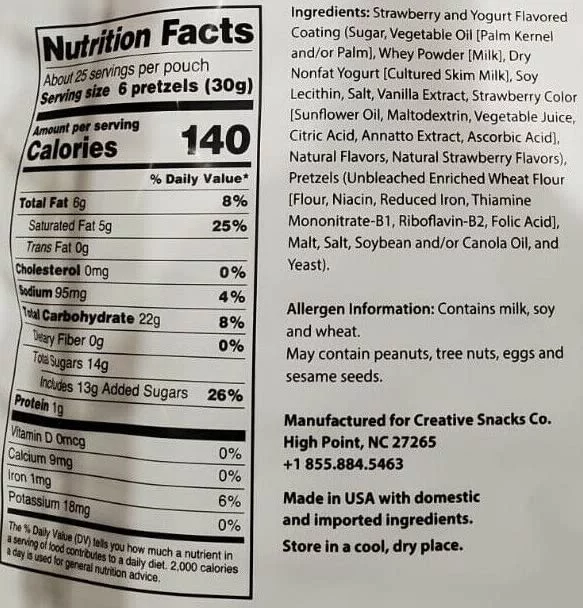 Nutrition Facts
About 25 servings per pouch
Serving size 6 pretzels (30g)
Amount per serving
Calories 140
% Daily Value*
Total Fat 6g 8%
Saturated Fat 5g 25%
Trans Fat 0g
Cholesterol 0mg 0%
Sodium 95mg 4%
Total Carbohydrate 22g 8%
Dietary Fiber 0g 0%
Total Sugars 14g
Includes 13g Added Sugars 26%
Protein 1g
Vitamin D 0mcg 0%
Calcium 9mg 0%
Iron 1mg 6%
Potassium 18mg 0%
The % Daily Value (DV) tells you how much a nutrient in
a serving of food contributes to a daily diet. 2,000 calories
a day is used for general nutrition advice.
Ingredients: Strawberry and Yogurt Flavored
Coating (Sugar, Vegetable Oil [Palm Kernel
and/or Palm], Whey Powder [Milk], Dry
Nonfat Yogurt [Cultured Skim Milk], Soy
Lecithin, Salt, Vanilla Extract, Strawberry Color
[Sunflower Oil, Maltodextrin, Vegetable Juice,
Citric Acid, Annatto Extract, Ascorbic Acid],
Natural Flavors, Natural Strawberry Flavors),
Pretzels (Unbleached Enriched Wheat Flour
[Flour, Niacin, Reduced Iron, Thiamine
Mononitrate-B1, Riboflavin-B2, Folic Acid],
Malt, Salt, Soybean and/or Canola Oil, and
Yeast).
Allergen Information: Contains milk, soy
and wheat.
May contain peanuts, tree nuts, eggs and
sesame seeds.
Manufactured for Creative Snacks Co.
High Point, NC 27265
+1 855.884.5463
Made in USA with domestic
and imported ingredients.
Store in a cool, dry place.